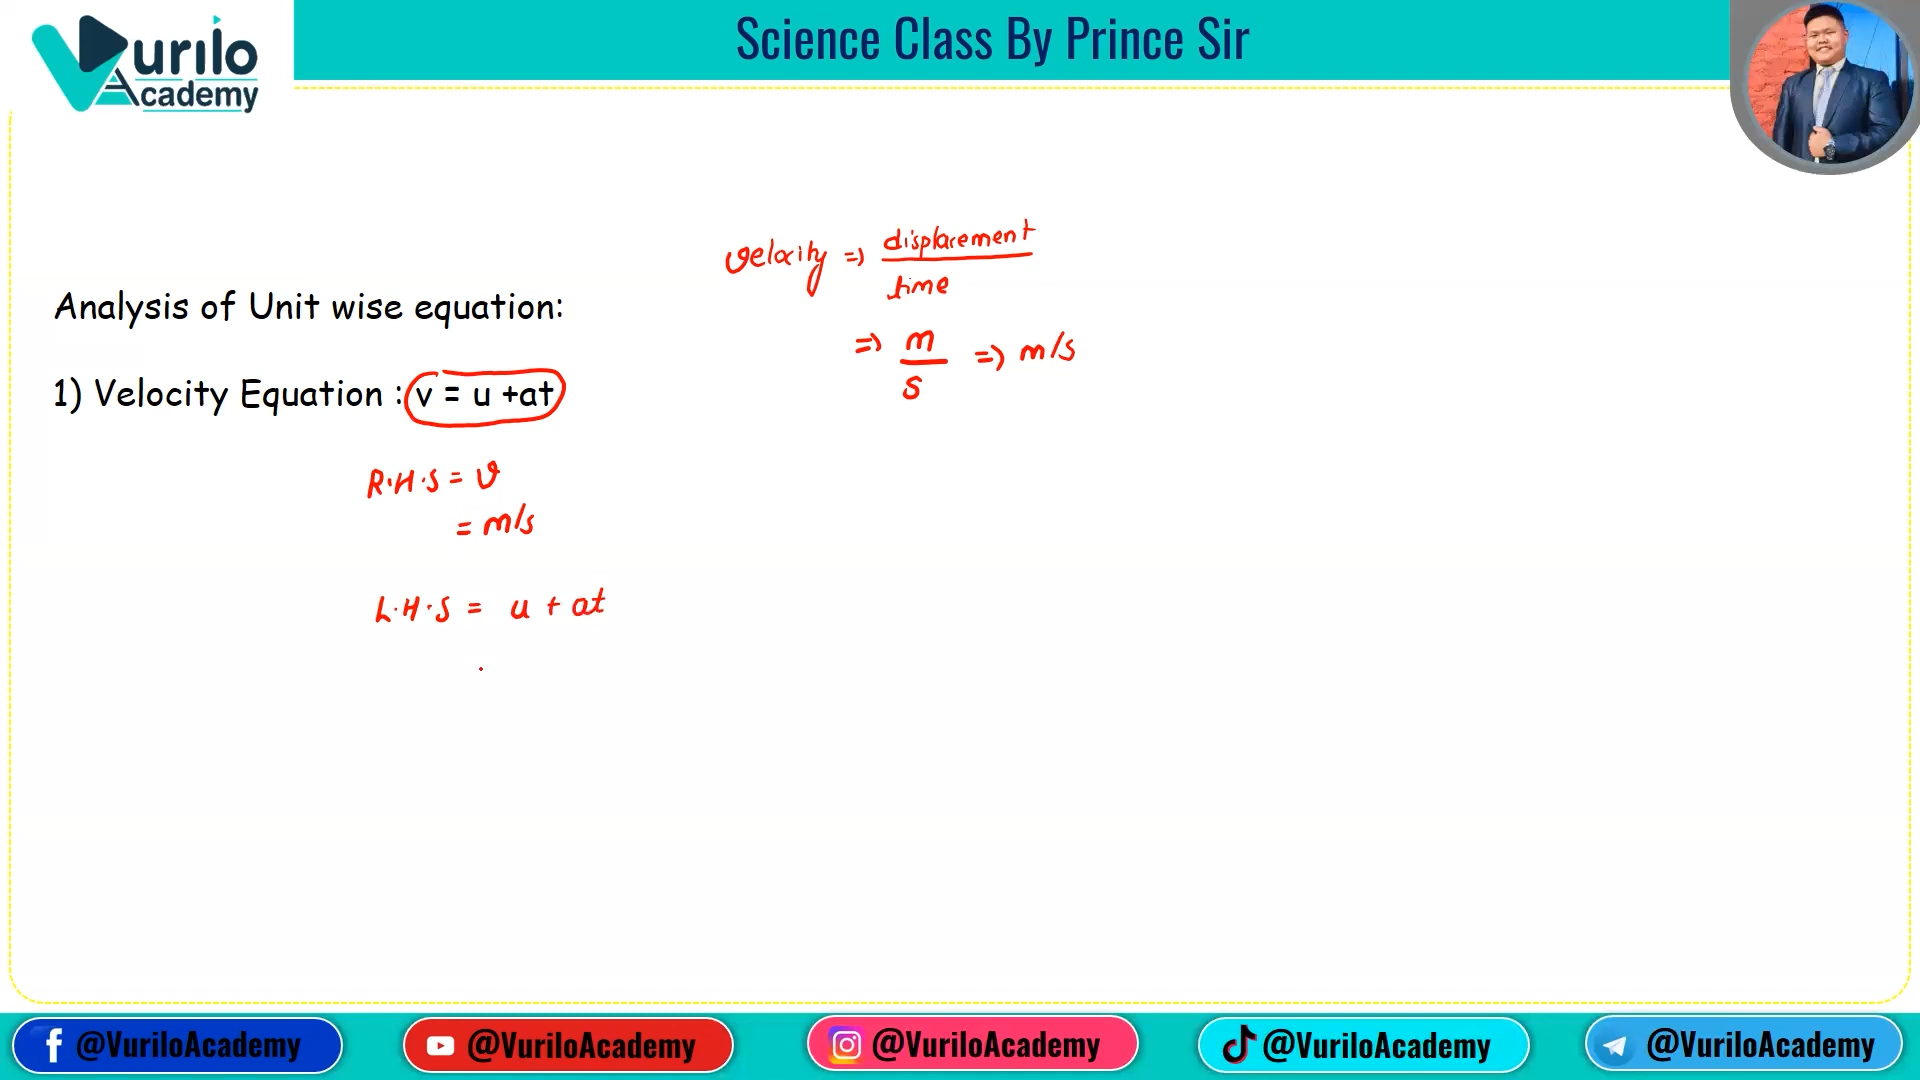 Vurilo
Academy
Science Class By Prince Sir
velocity => displacement
time
=> m
s
=> m/s
Analysis of Unit wise equation:
1) Velocity Equation : v = u +at
R.H.S = v
= m/s
L.H.S = u + at
@VuriloAcademy
@VuriloAcademy
@VuriloAcademy
@VuriloAcademy
@VuriloAcademy